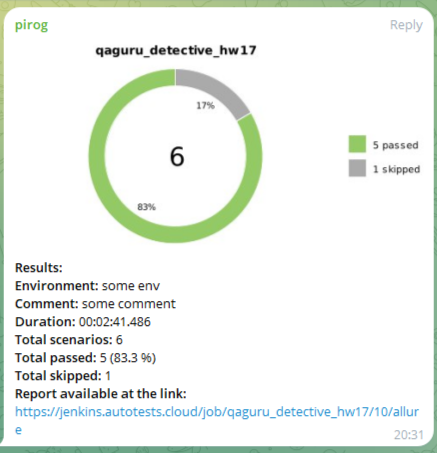 pirog
Reply
qaguru_detective_hw17
17%
6
5 passed
1 skipped
83%
Results:
Environment: some env
Comment: some comment
Duration: 00:02:41.486
Total scenarios: 6
Total passed: 5 (83.3 %)
Total skipped: 1
Report available at the link:
https://jenkins.autotests.cloud/job/qaguru_detective_hw17/10/allur
e
20:31